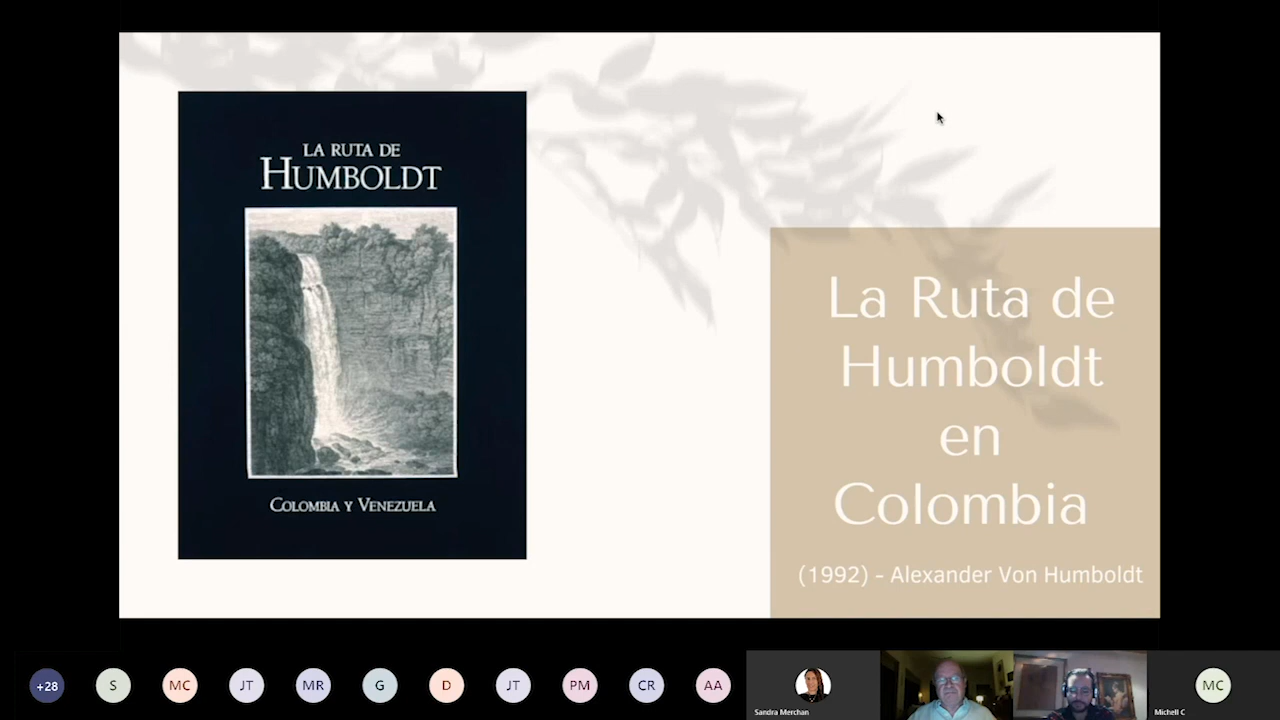 LA RUTA DE
HUMBOLDT
COLOMBIA Y VENEZUELA
La Ruta de
Humboldt
en
Colombia
(1992) - Alexander Von Humboldt
+28
S
MC
JT
MR
G
D
JT
PM
CR
AA
Sandra Merchan
MC
Michell C